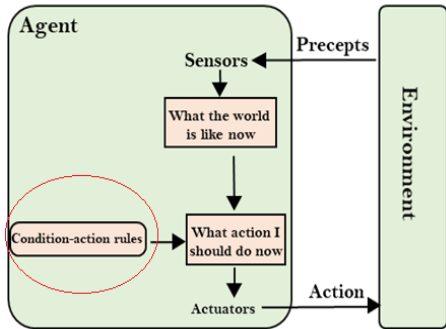 Agent
Precepts
Sensors
What the world
is like now
Environment
Condition-action rules
What action I
should do now
Action
Actuators